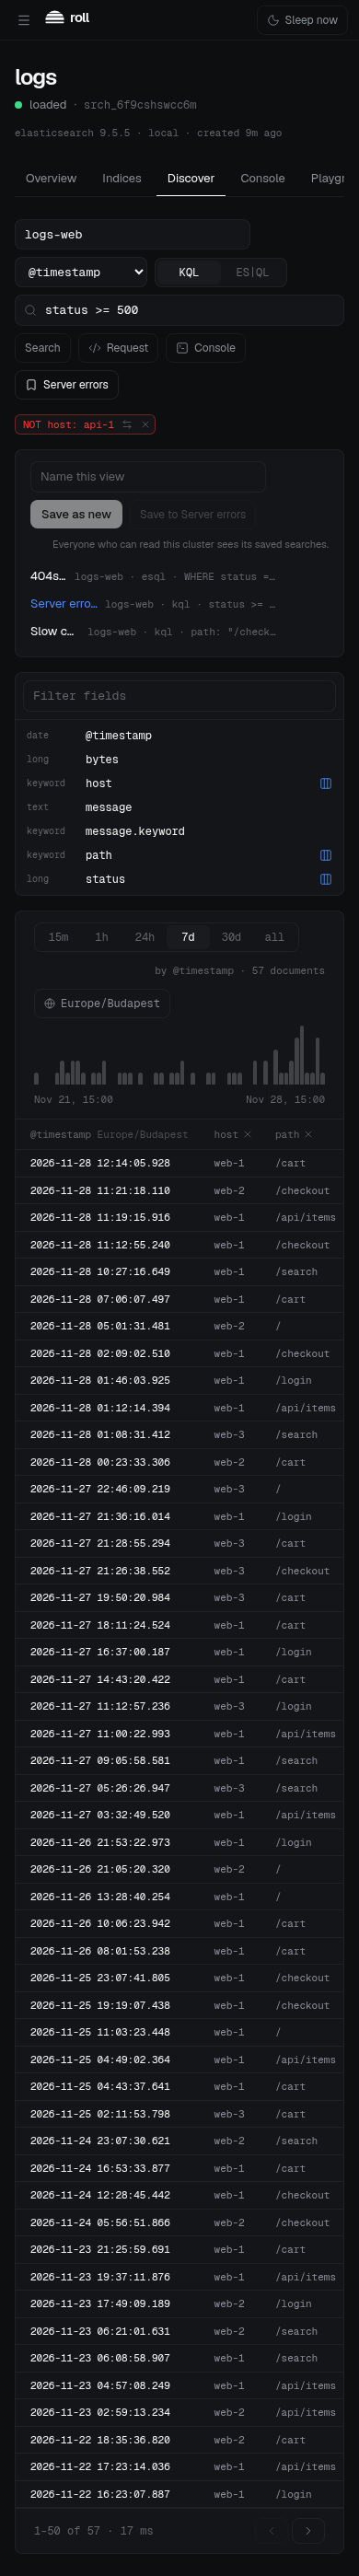 roll
Sleep now
logs
loaded · srch_6f9cshswcc6m
elasticsearch 9.5.5 · local · created 9m ago
Overview Indices Discover Console Playgr
logs-web
@timestamp KQL ES|QL
status >= 500
Search Request Console
Server errors
NOT host: api-1
Name this view
Save as new Save to Server errors
Everyone who can read this cluster sees its saved searches.
404s… logs-web · esql · WHERE status =…
Server erro… logs-web · kql · status >= …
Slow c… logs-web · kql · path: "/check…
Filter fields
date @timestamp
long bytes
keyword host
text message
keyword message.keyword
keyword path
long status
15m 1h 24h 7d 30d all
by @timestamp · 57 documents
Europe/Budapest
Nov 21, 15:00 Nov 28, 15:00
@timestamp Europe/Budapest host path
2026-11-28 12:14:05.928 web-1 /cart
2026-11-28 11:21:18.110 web-2 /checkout
2026-11-28 11:19:15.916 web-1 /api/items
2026-11-28 11:12:55.240 web-1 /checkout
2026-11-28 10:27:16.649 web-1 /search
2026-11-28 07:06:07.497 web-1 /cart
2026-11-28 05:01:31.481 web-2 /
2026-11-28 02:09:02.510 web-1 /checkout
2026-11-28 01:46:03.925 web-1 /login
2026-11-28 01:12:14.394 web-1 /api/items
2026-11-28 01:08:31.412 web-3 /search
2026-11-28 00:23:33.306 web-2 /cart
2026-11-27 22:46:09.219 web-3 /
2026-11-27 21:36:16.014 web-1 /login
2026-11-27 21:28:55.294 web-3 /cart
2026-11-27 21:26:38.552 web-3 /checkout
2026-11-27 19:50:20.984 web-3 /cart
2026-11-27 18:11:24.524 web-1 /cart
2026-11-27 16:37:00.187 web-1 /login
2026-11-27 14:43:20.422 web-1 /cart
2026-11-27 11:12:57.236 web-3 /login
2026-11-27 11:00:22.993 web-1 /api/items
2026-11-27 09:05:58.581 web-1 /search
2026-11-27 05:26:26.947 web-3 /search
2026-11-27 03:32:49.520 web-1 /api/items
2026-11-26 21:53:22.973 web-1 /login
2026-11-26 21:05:20.320 web-2 /
2026-11-26 13:28:40.254 web-1 /
2026-11-26 10:06:23.942 web-1 /cart
2026-11-26 08:01:53.238 web-1 /cart
2026-11-25 23:07:41.805 web-1 /checkout
2026-11-25 19:19:07.438 web-1 /checkout
2026-11-25 11:03:23.448 web-1 /
2026-11-25 04:49:02.364 web-1 /api/items
2026-11-25 04:43:37.641 web-1 /cart
2026-11-25 02:11:53.798 web-3 /cart
2026-11-24 23:07:30.621 web-2 /search
2026-11-24 16:53:33.877 web-1 /cart
2026-11-24 12:28:45.442 web-1 /checkout
2026-11-24 05:56:51.866 web-2 /checkout
2026-11-23 21:25:59.691 web-1 /cart
2026-11-23 19:37:11.876 web-1 /api/items
2026-11-23 17:49:09.189 web-2 /login
2026-11-23 06:21:01.631 web-2 /search
2026-11-23 06:08:58.907 web-1 /search
2026-11-23 04:57:08.249 web-1 /api/items
2026-11-23 02:59:13.234 web-2 /api/items
2026-11-22 18:35:36.820 web-2 /cart
2026-11-22 17:23:14.036 web-1 /api/items
2026-11-22 16:23:07.887 web-1 /login
1-50 of 57 · 17 ms